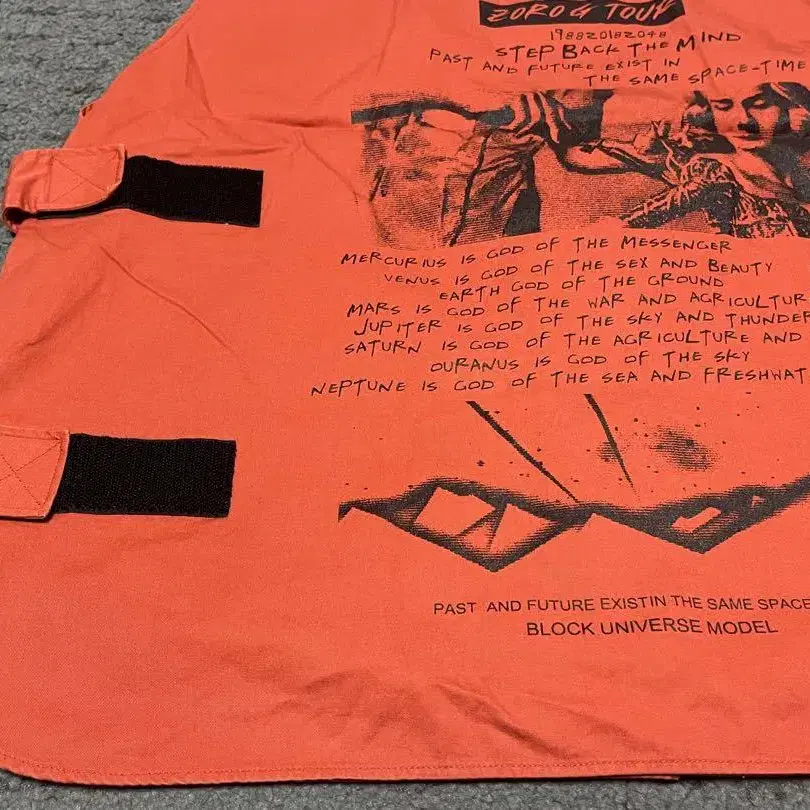 ZORO G TOUR
198820182048
STEP BACK THE MIND
PAST AND FUTURE EXIST IN
THE SAME SPACE-TIME
MERCURIUS IS GOD OF THE MESSENGER
VENUS IS GOD OF THE SEX AND BEAUTY
EARTH GOD OF THE GROUND
MARS IS GOD OF THE WAR AND AGRICULTUR
JUPITER IS GOD OF THE SKY AND THUNDER
SATURN IS GOD OF THE AGRICULTURE AND
OURANUS IS GOD OF THE SKY
NEPTUNE IS GOD OF THE SEA AND FRESHWAT
PAST AND FUTURE EXISTIN THE SAME SPACE
BLOCK UNIVERSE MODEL